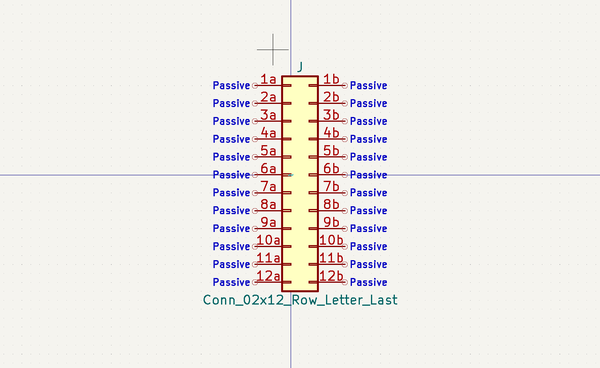 J
Passive 1a 1b Passive
Passive 2a 2b Passive
Passive 3a 3b Passive
Passive 4a 4b Passive
Passive 5a 5b Passive
Passive 6a 6b Passive
Passive 7a 7b Passive
Passive 8a 8b Passive
Passive 9a 9b Passive
Passive 10a 10b Passive
Passive 11a 11b Passive
Passive 12a 12b Passive
Conn_02x12_Row_Letter_Last